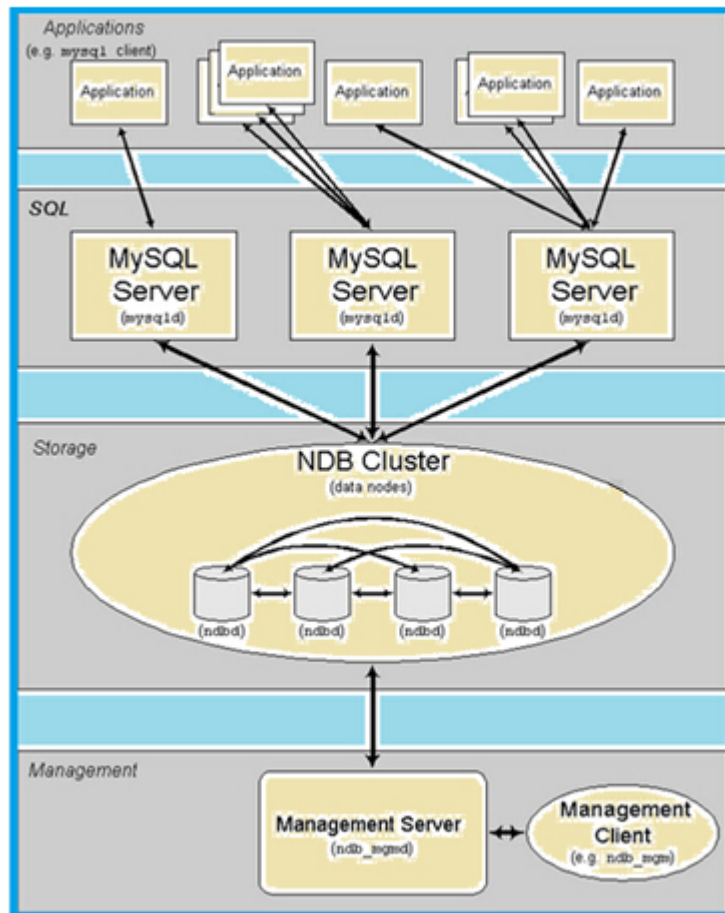 Applications
(e.g. mysql client)
Application
Application
Application
Application
Application
SQL
MySQL
Server
(mysqld)
MySQL
Server
(mysqld)
MySQL
Server
(mysqld)
Storage
NDB Cluster
(data nodes)
(ndbd)
(ndbd)
(ndbd)
(ndbd)
Management
Management Server
(ndb_mgmd)
Management
Client
(e.g. ndb_mgm)